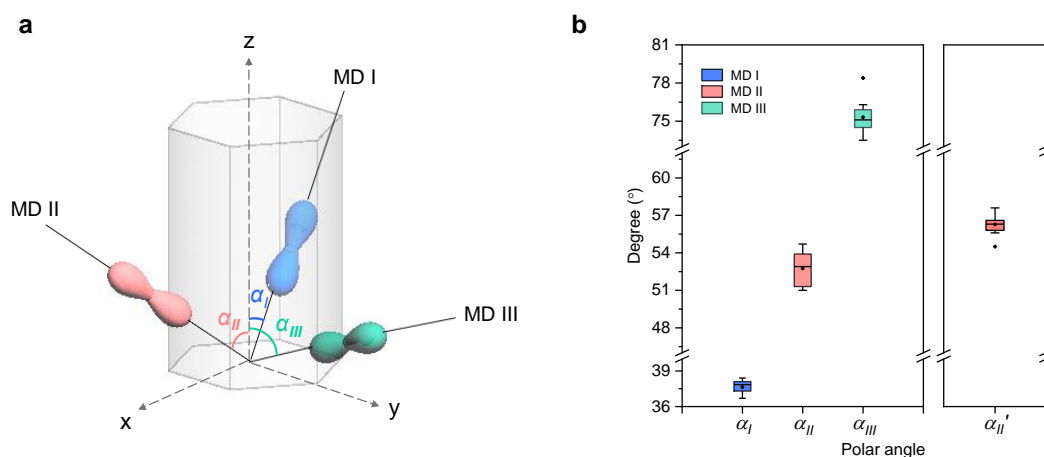 a
z
MD I
MD II
α_I
α_II
α_III
MD III
x
y
b
81
78
75
60
57
54
51
48
37
36
Degree (°)
MD I
MD II
MD III
α_I
α_II
α_III
α_II′
Polar angle